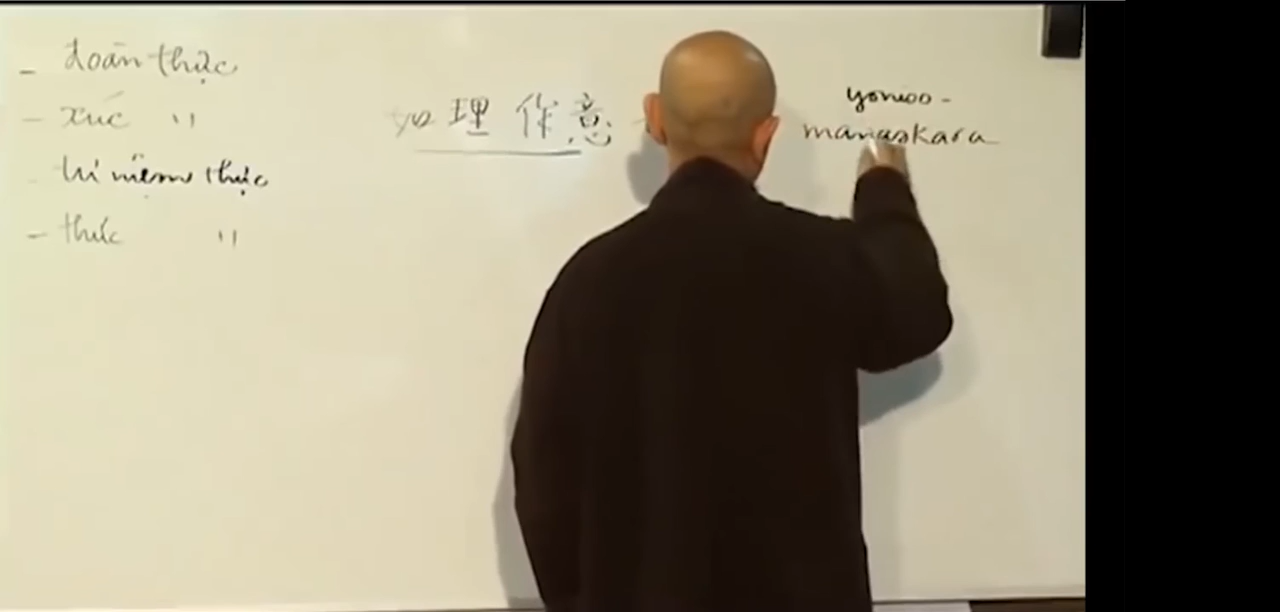 - đoàn thực
- xúc "
- tư niệm thực
- thức "
如理作意
yoniso-
manaskara